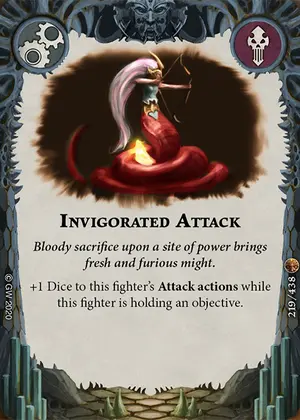 INVIGORATED ATTACK
Bloody sacrifice upon a site of power brings
fresh and furious might.
+1 Dice to this fighter's Attack actions while
this fighter is holding an objective.
© GW 2020
219/438